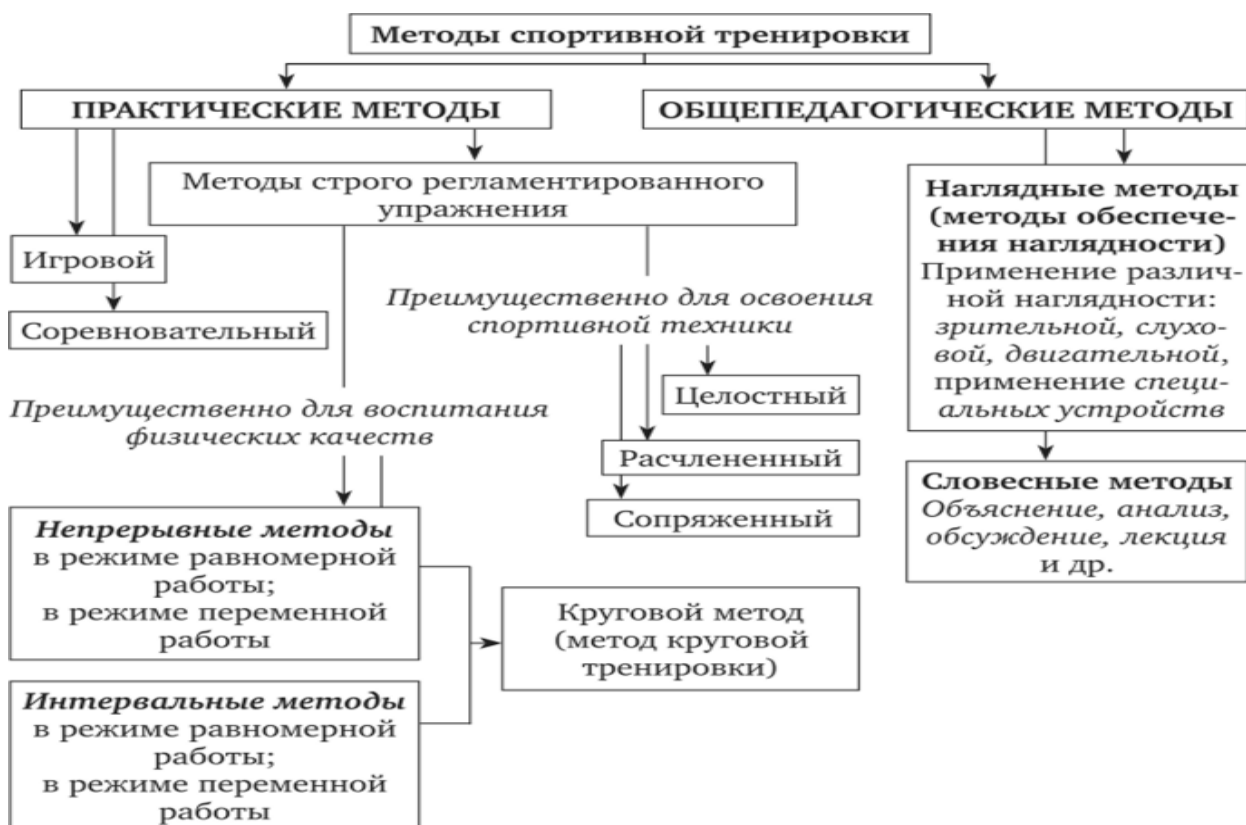 Методы спортивной тренировки
ПРАКТИЧЕСКИЕ МЕТОДЫ
ОБЩЕПЕДАГОГИЧЕСКИЕ МЕТОДЫ
Методы строго регламентированного
упражнения
Игровой
Соревновательный
Преимущественно для освоения
спортивной техники
Целостный
Расчлененный
Сопряженный
Преимущественно для воспитания
физических качеств
Непрерывные методы
в режиме равномерной
работы;
в режиме переменной
работы
Интервальные методы
в режиме равномерной
работы;
в режиме переменной
работы
Круговой метод
(метод круговой
тренировки)
Наглядные методы
(методы обеспече-
ния наглядности)
Применение различ-
ной наглядности:
зрительной, слухо-
вой, двигательной,
применение специ-
альных устройств
Словесные методы
Объяснение, анализ,
обсуждение, лекция
и др.